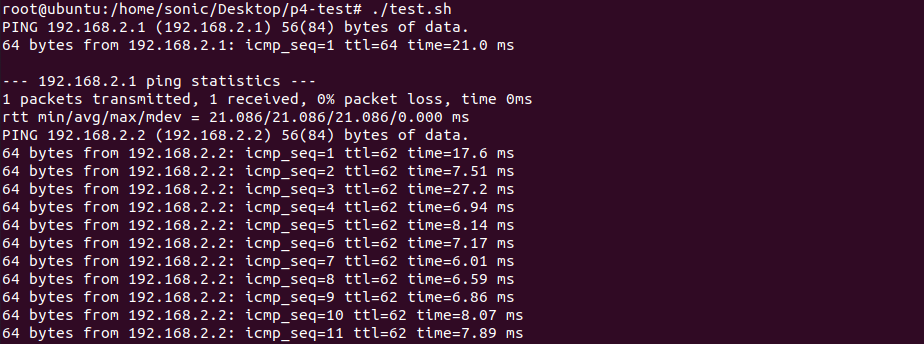 root@ubuntu:/home/sonic/Desktop/p4-test# ./test.sh
PING 192.168.2.1 (192.168.2.1) 56(84) bytes of data.
64 bytes from 192.168.2.1: icmp_seq=1 ttl=64 time=21.0 ms

--- 192.168.2.1 ping statistics ---
1 packets transmitted, 1 received, 0% packet loss, time 0ms
rtt min/avg/max/mdev = 21.086/21.086/21.086/0.000 ms
PING 192.168.2.2 (192.168.2.2) 56(84) bytes of data.
64 bytes from 192.168.2.2: icmp_seq=1 ttl=62 time=17.6 ms
64 bytes from 192.168.2.2: icmp_seq=2 ttl=62 time=7.51 ms
64 bytes from 192.168.2.2: icmp_seq=3 ttl=62 time=27.2 ms
64 bytes from 192.168.2.2: icmp_seq=4 ttl=62 time=6.94 ms
64 bytes from 192.168.2.2: icmp_seq=5 ttl=62 time=8.14 ms
64 bytes from 192.168.2.2: icmp_seq=6 ttl=62 time=7.17 ms
64 bytes from 192.168.2.2: icmp_seq=7 ttl=62 time=6.01 ms
64 bytes from 192.168.2.2: icmp_seq=8 ttl=62 time=6.59 ms
64 bytes from 192.168.2.2: icmp_seq=9 ttl=62 time=6.86 ms
64 bytes from 192.168.2.2: icmp_seq=10 ttl=62 time=8.07 ms
64 bytes from 192.168.2.2: icmp_seq=11 ttl=62 time=7.89 ms